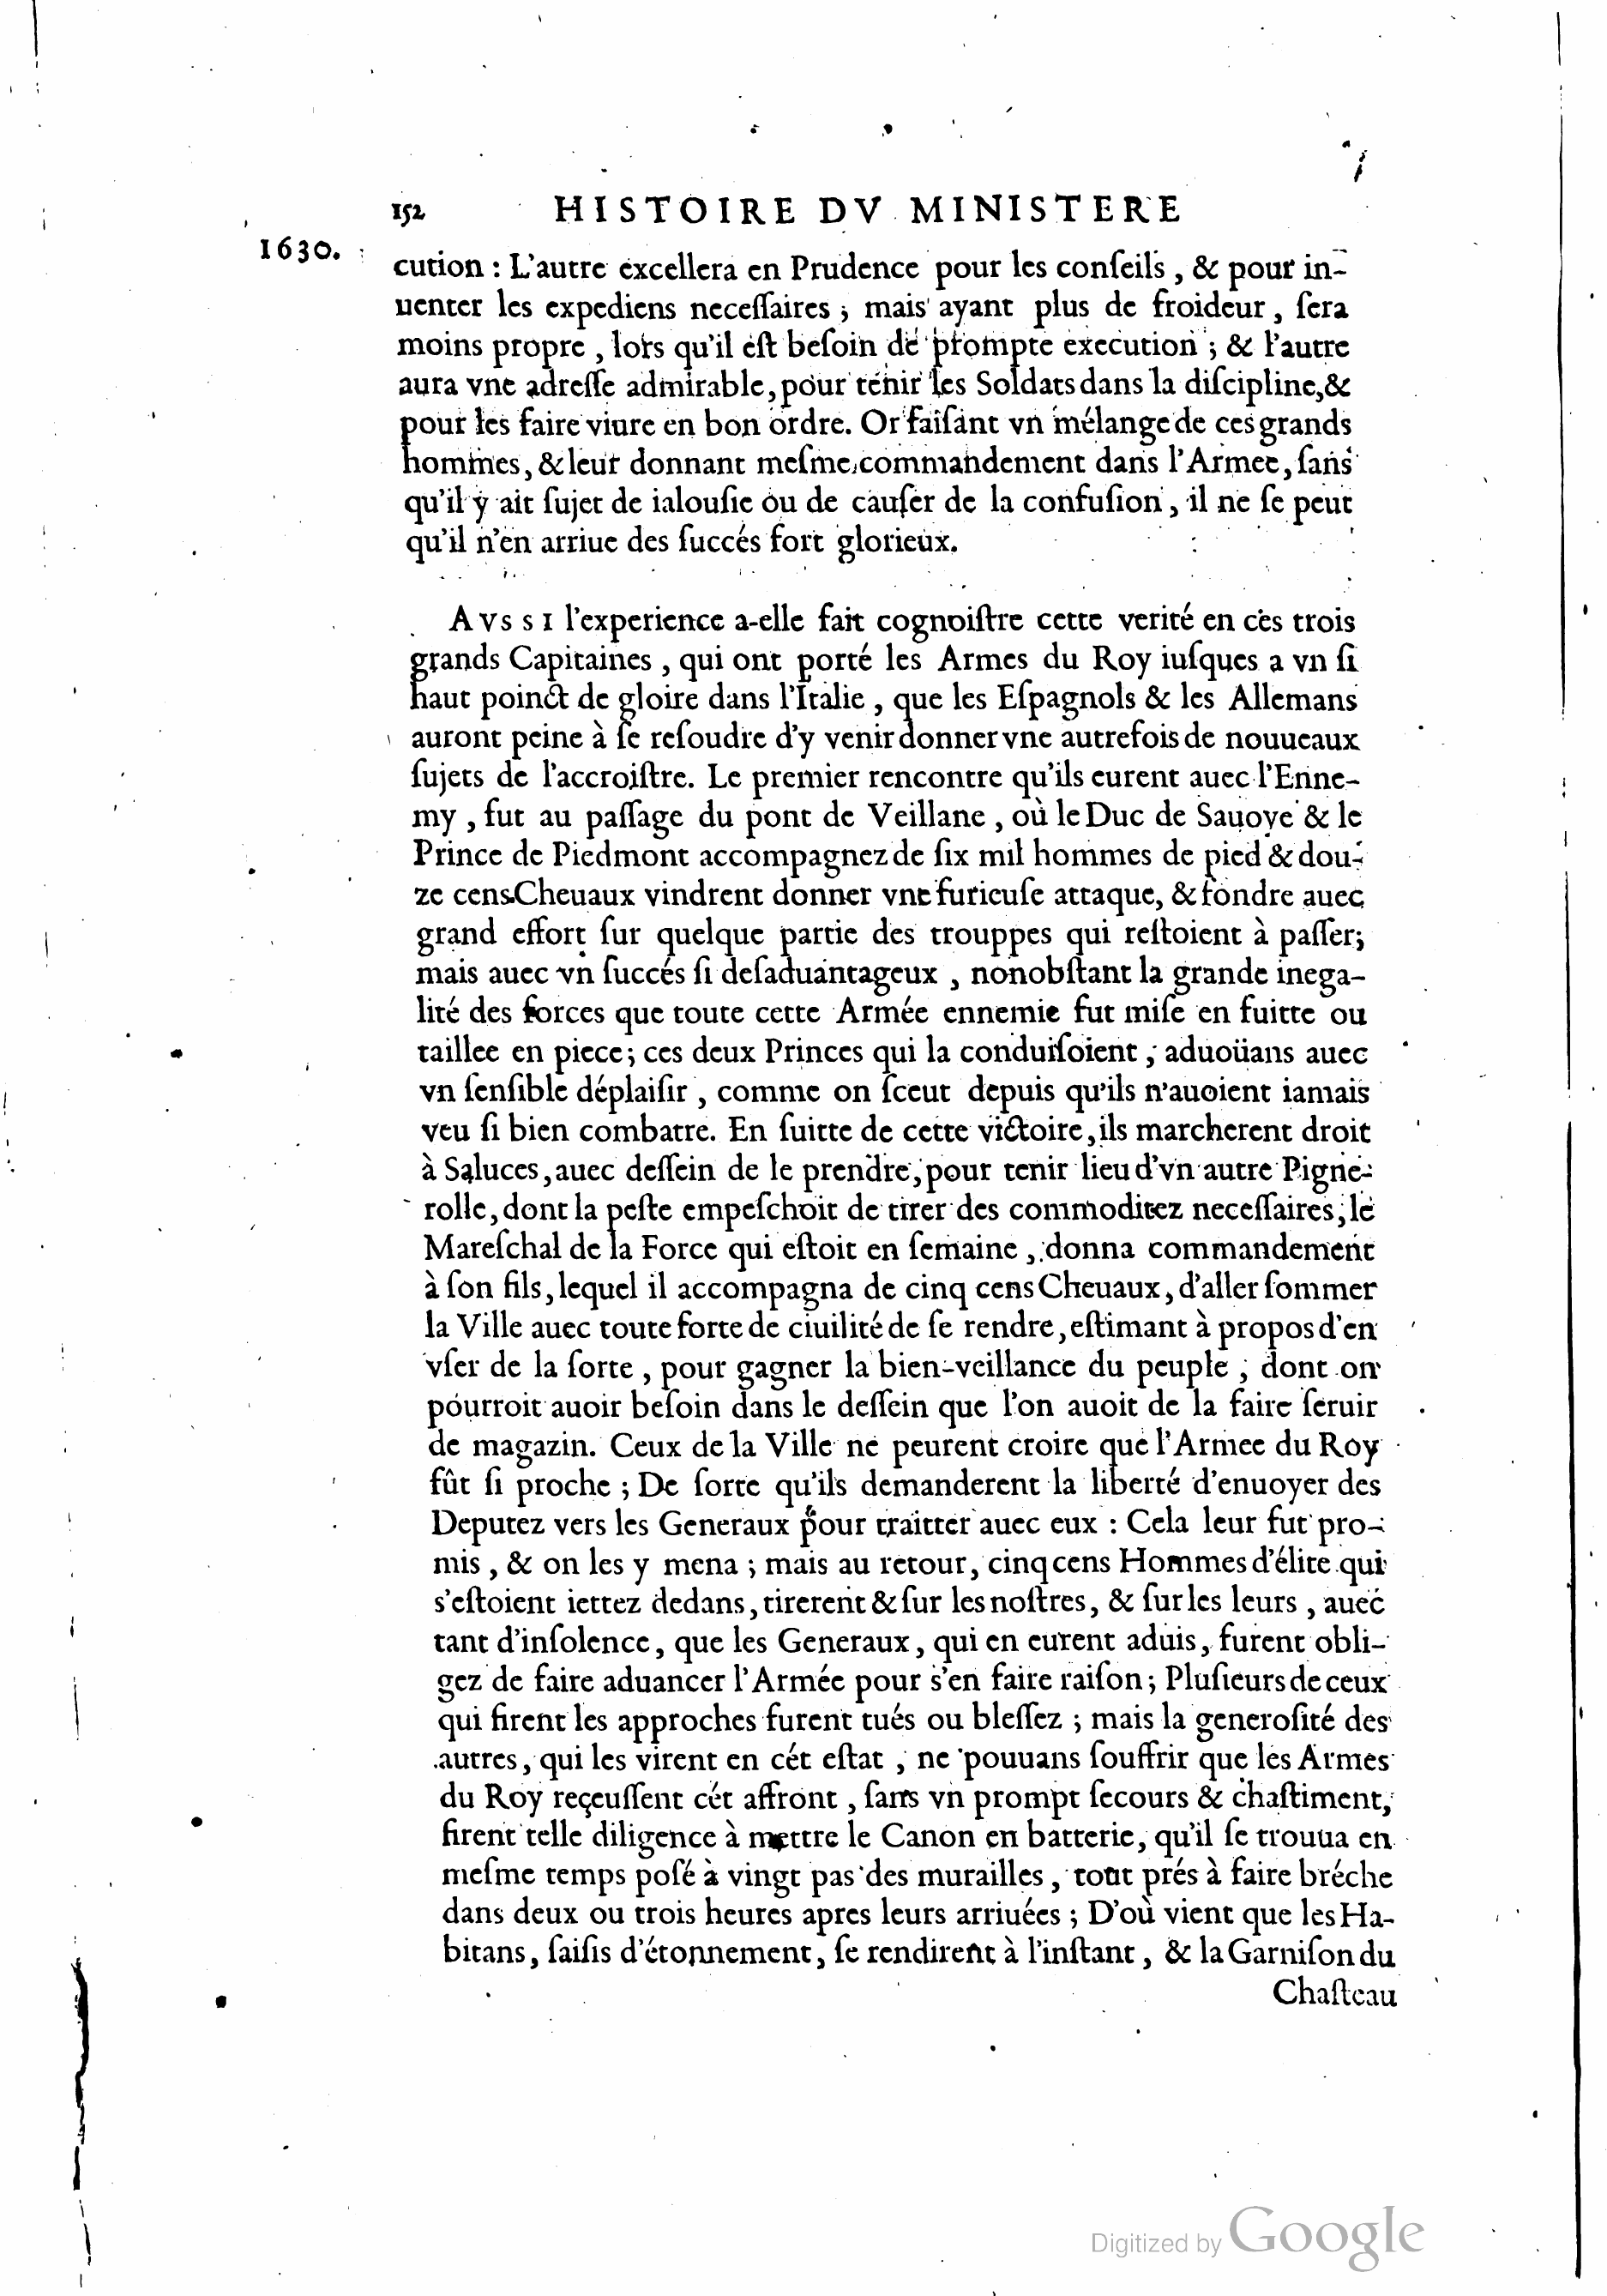 152 HISTOIRE DV MINISTERE
1630.
cution : L'autre excellera en Prudence pour les conſeils, & pour in-
uenter les expediens neceſſaires ; mais ayant plus de froideur, ſera
moins propre, lors qu'il eſt beſoin de prompte execution ; & l'autre
aura vne adreſſe admirable, pour tenir les Soldats dans la diſcipline, &
pour les faire viure en bon ordre. Or faiſant vn mélange de ces grands
hommes, & leur donnant meſme commandement dans l'Armee, ſans
qu'il y ait ſujet de ialouſie ou de cauſer de la confuſion, il ne ſe peut
qu'il n'en arriue des ſuccés fort glorieux.
AVSSI l'experience a-elle fait cognoiſtre cette verité en ces trois
grands Capitaines, qui ont porté les Armes du Roy iuſques a vn ſi
haut poinct de gloire dans l'Italie, que les Eſpagnols & les Allemans
auront peine à ſe reſoudre d'y venir donner vne autrefois de nouueaux
ſujets de l'accroiſtre. Le premier rencontre qu'ils eurent auec l'Enne-
my, fut au paſſage du pont de Veillane, où le Duc de Sauoye & le
Prince de Piedmont accompagnez de ſix mil hommes de pied & dou-
ze cens Cheuaux vindrent donner vne furieuſe attaque, & fondre auec
grand effort ſur quelque partie des trouppes qui reſtoient à paſſer;
mais auec vn ſuccés ſi deſaduantageux, nonobſtant la grande inega-
lité des forces que toute cette Armée ennemie fut miſe en fuitte ou
taillee en piece; ces deux Princes qui la conduiſoient, aduoüans auec
vn ſenſible déplaiſir, comme on ſceut depuis qu'ils n'auoient iamais
veu ſi bien combatre. En ſuitte de cette victoire, ils marcherent droit
à Saluces, auec deſſein de le prendre, pour tenir lieu d'vn autre Pigne-
rolle, dont la peſte empeſchoit de tirer des commoditez neceſſaires; le
Mareſchal de la Force qui eſtoit en ſemaine, donna commandement
à ſon fils, lequel il accompagna de cinq cens Cheuaux, d'aller ſommer
la Ville auec toute ſorte de ciuilité de ſe rendre, eſtimant à propos d'en
vſer de la ſorte, pour gagner la bien-veillance du peuple, dont on
pourroit auoir beſoin dans le deſſein que l'on auoit de la faire ſeruir
de magazin. Ceux de la Ville ne peurent croire que l'Armee du Roy
fût ſi proche ; De ſorte qu'ils demanderent la liberté d'enuoyer des
Deputez vers les Generaux pour traitter auec eux : Cela leur fut pro-
mis, & on les y mena ; mais au retour, cinq cens Hommes d'élite qui
s'eſtoient iettez dedans, tirerent & ſur les noſtres, & ſur les leurs, auec
tant d'inſolence, que les Generaux, qui en eurent aduis, furent obli-
gez de faire aduancer l'Armée pour s'en faire raiſon ; Pluſieurs de ceux
qui firent les approches furent tués ou bleſſez ; mais la generoſité des
autres, qui les virent en cét eſtat, ne pouuans ſouffrir que les Armes
du Roy reçeuſſent cét affront, ſans vn prompt ſecours & chaſtiment,
firent telle diligence à mettre le Canon en batterie, qu'il ſe trouua en
meſme temps poſé à vingt pas des murailles, tout prés à faire bréche
dans deux ou trois heures apres leurs arriuées ; D'où vient que les Ha-
bitans, ſaiſis d'étonnement, ſe rendirent à l'inſtant, & la Garniſon du
Chaſteau
Digitized by Google